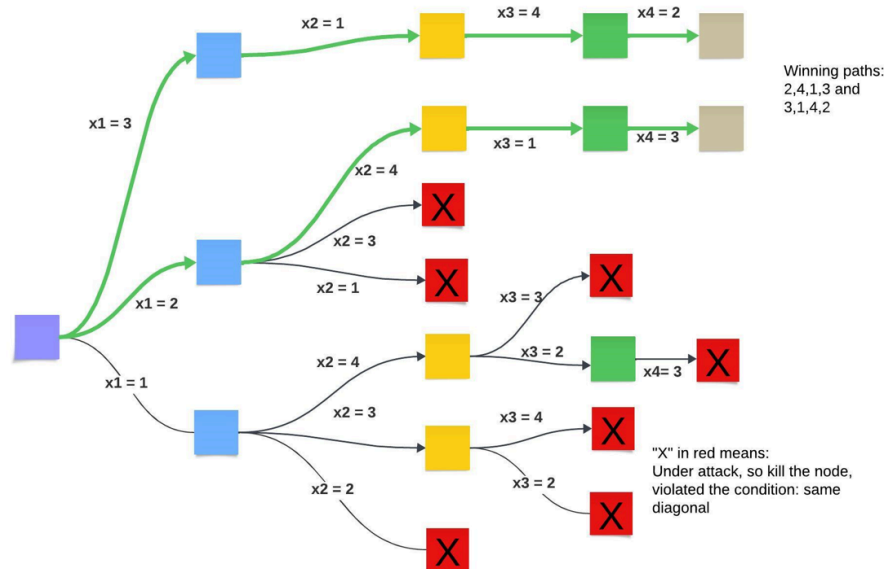 x2 = 1
x3 = 4
x4 = 2
x1 = 3
Winning paths:
2,4,1,3 and
3,1,4,2
x3 = 1
x4 = 3
x2 = 4
X
x2 = 3
x2 = 1
X
x1 = 2
x3 = 3
X
x2 = 4
x3 = 2
x4= 3
X
x1 = 1
x2 = 3
x3 = 4
X
x2 = 2
x3 = 2
X
"X" in red means:
Under attack, so kill the node,
violated the condition: same
diagonal
X